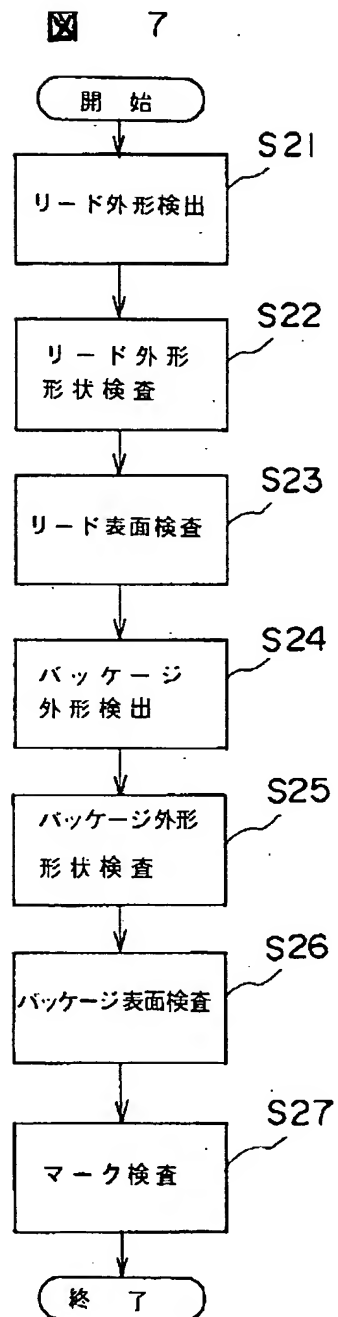 図 7
開 始
S21
リード外形検出
S22
リード外形
形状検査
S23
リード表面検査
S24
パッケージ
外形検出
S25
パッケージ外形
形状検査
S26
パッケージ表面検査
S27
マーク検査
終 了